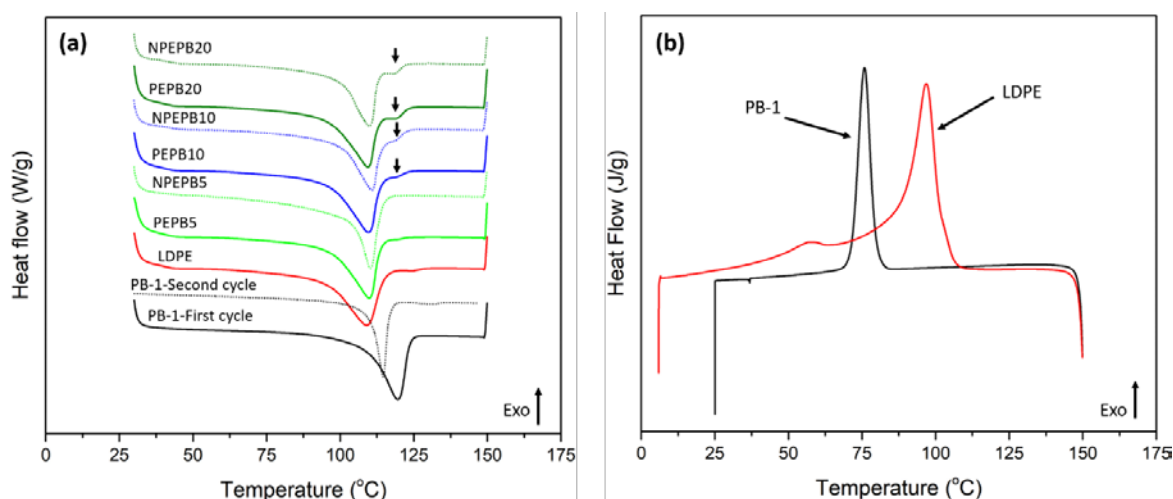 (a)
NPEPB20
PEPB20
NPEPB10
PEPB10
NPEPB5
PEPB5
LDPE
PB-1-Second cycle
PB-1-First cycle
Exo
Heat flow (W/g)
0 25 50 75 100 125 150 175
Temperature (°C)
(b)
PB-1
LDPE
Exo
Heat Flow (J/g)
0 25 50 75 100 125 150 175
Temperature (°C)